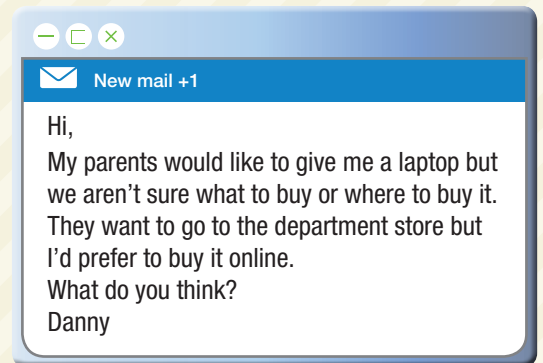 New mail +1
Hi,
My parents would like to give me a laptop but
we aren't sure what to buy or where to buy it.
They want to go to the department store but
I'd prefer to buy it online.
What do you think?
Danny